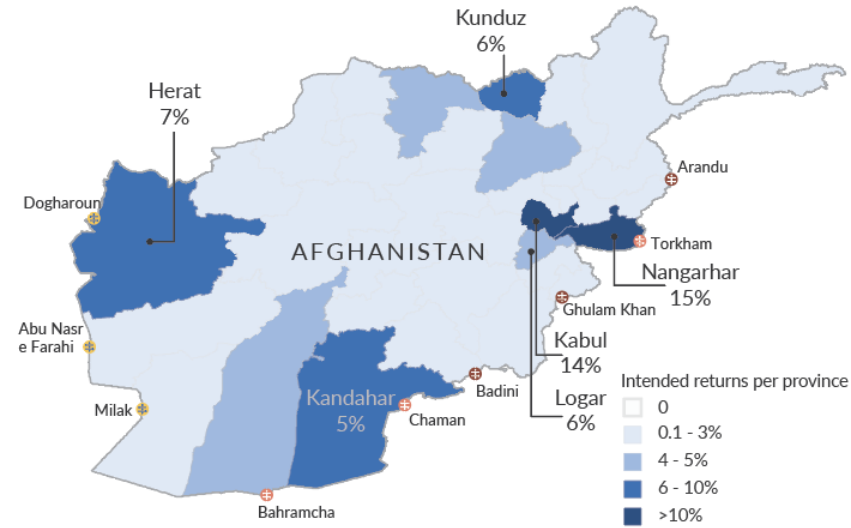 Kunduz
6%
Herat
7%
Arandu
Dogharoun
Torkham
AFGHANISTAN
Nangarhar
15%
Ghulam Khan
Abu Nasr
e Farahi
Kabul
14%
Badini
Intended returns per province
Kandahar
5%
Logar
6%
Milak
Chaman
0
0.1 - 3%
4 - 5%
6 - 10%
>10%
Bahramcha